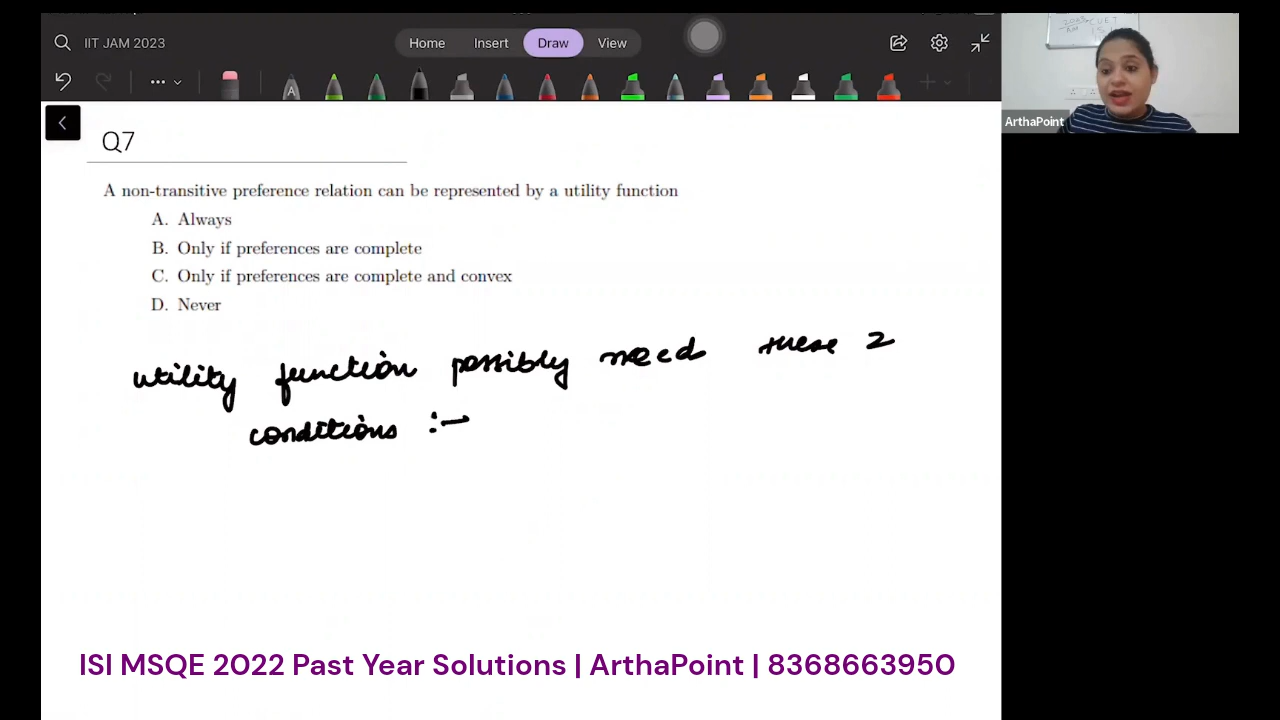 IIT JAM 2023
Home Insert Draw View
A
ArthaPoint
Q7
A non-transitive preference relation can be represented by a utility function
A. Always
B. Only if preferences are complete
C. Only if preferences are complete and convex
D. Never
utility function possibly need these 2
conditions :-
ISI MSQE 2022 Past Year Solutions | ArthaPoint | 8368663950